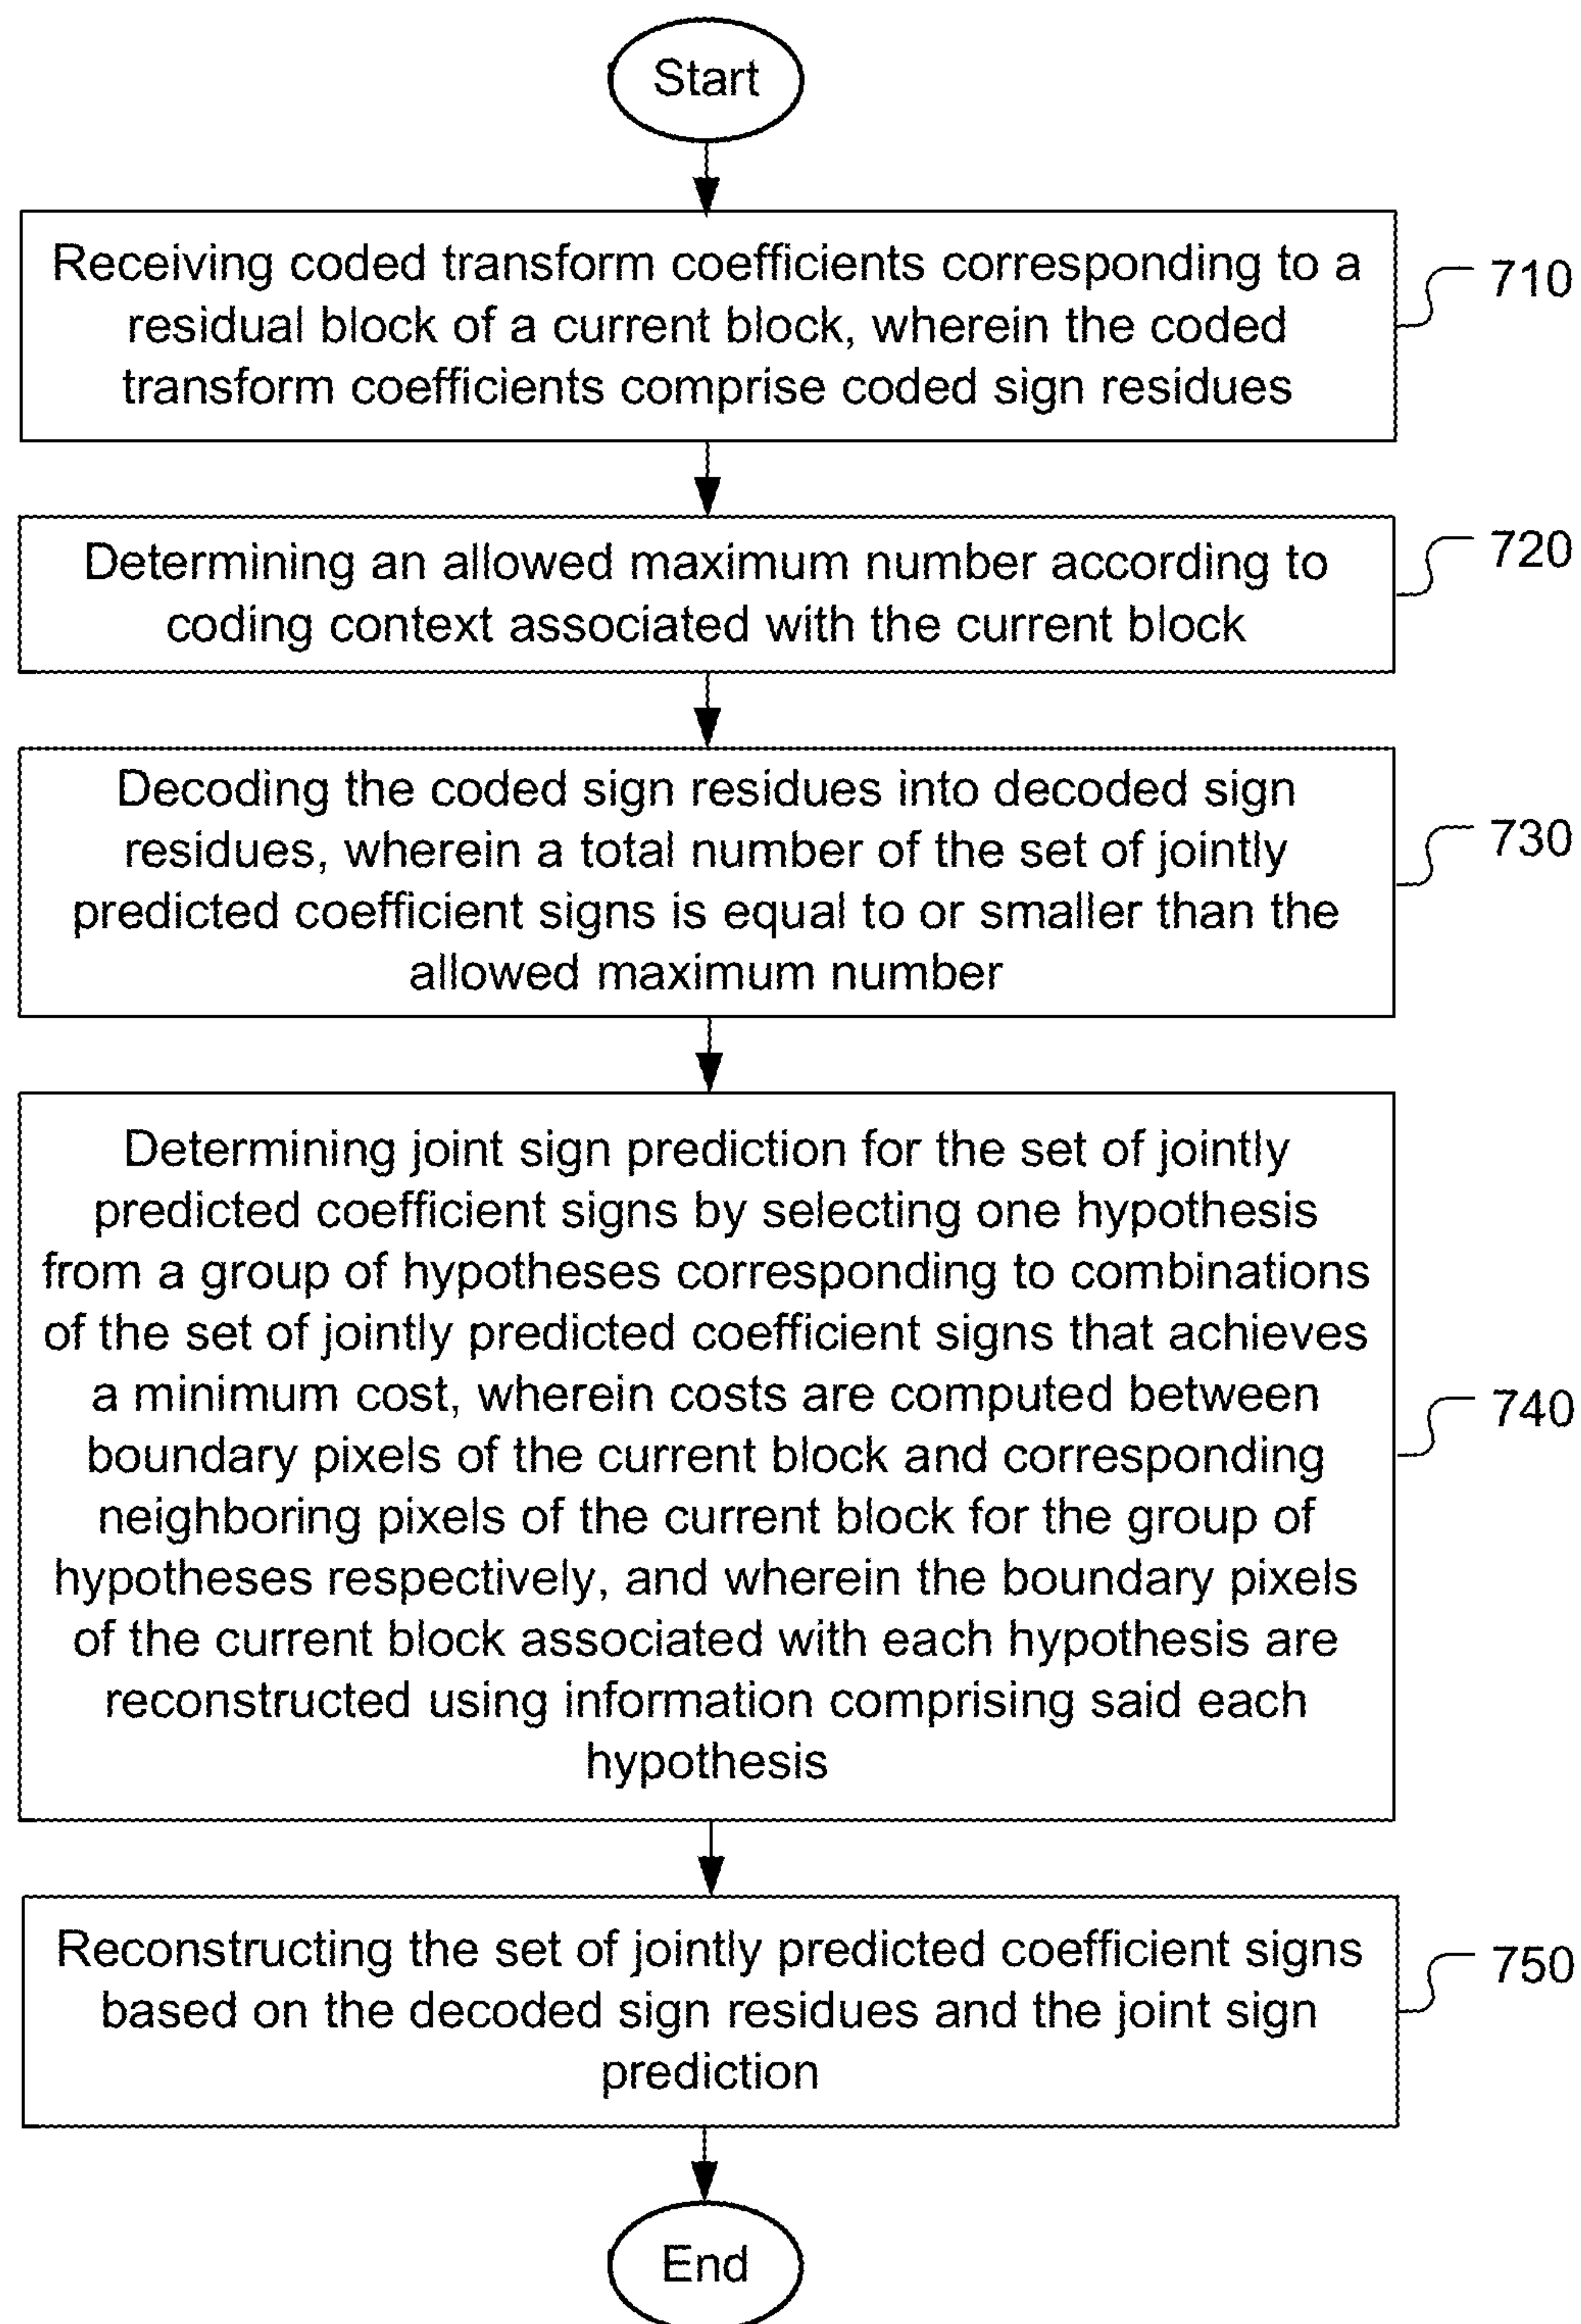 Start
Receiving coded transform coefficients corresponding to a
residual block of a current block, wherein the coded
transform coefficients comprise coded sign residues
710
Determining an allowed maximum number according to
coding context associated with the current block
720
Decoding the coded sign residues into decoded sign
residues, wherein a total number of the set of jointly
predicted coefficient signs is equal to or smaller than the
allowed maximum number
730
Determining joint sign prediction for the set of jointly
predicted coefficient signs by selecting one hypothesis
from a group of hypotheses corresponding to combinations
of the set of jointly predicted coefficient signs that achieves
a minimum cost, wherein costs are computed between
boundary pixels of the current block and corresponding
neighboring pixels of the current block for the group of
hypotheses respectively, and wherein the boundary pixels
of the current block associated with each hypothesis are
reconstructed using information comprising said each
hypothesis
740
Reconstructing the set of jointly predicted coefficient signs
based on the decoded sign residues and the joint sign
prediction
750
End